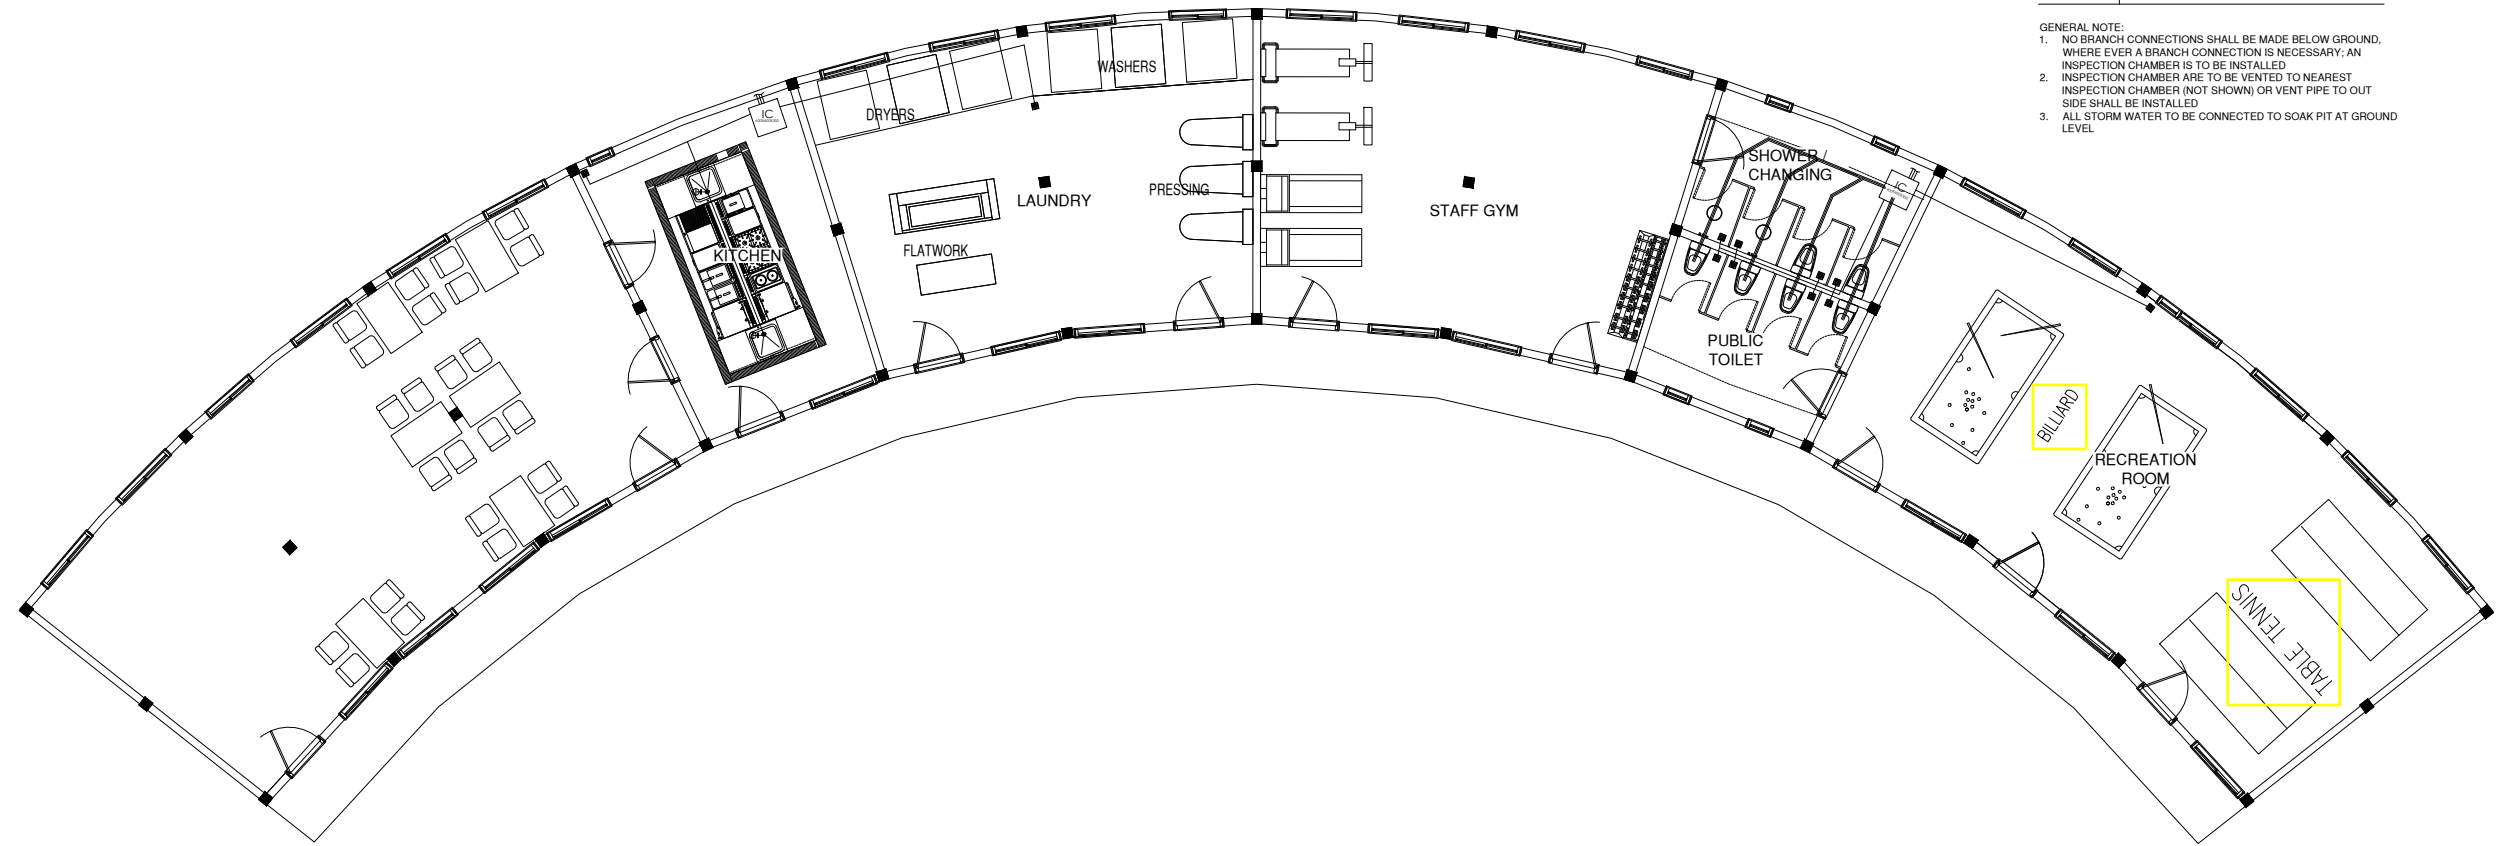 GENERAL NOTE:
1. NO BRANCH CONNECTIONS SHALL BE MADE BELOW GROUND,
WHERE EVER A BRANCH CONNECTION IS NECESSARY; AN
INSPECTION CHAMBER IS TO BE INSTALLED
2. INSPECTION CHAMBER ARE TO BE VENTED TO NEAREST
INSPECTION CHAMBER (NOT SHOWN) OR VENT PIPE TO OUT
SIDE SHALL BE INSTALLED
3. ALL STORM WATER TO BE CONNECTED TO SOAK PIT AT GROUND
LEVEL
WASHERS
DRYERS
IC
KITCHEN
LAUNDRY
FLATWORK
PRESSING
STAFF GYM
SHOWER /
CHANGING
IC
PUBLIC
TOILET
BILLIARD
RECREATION
ROOM
TABLE TENNIS